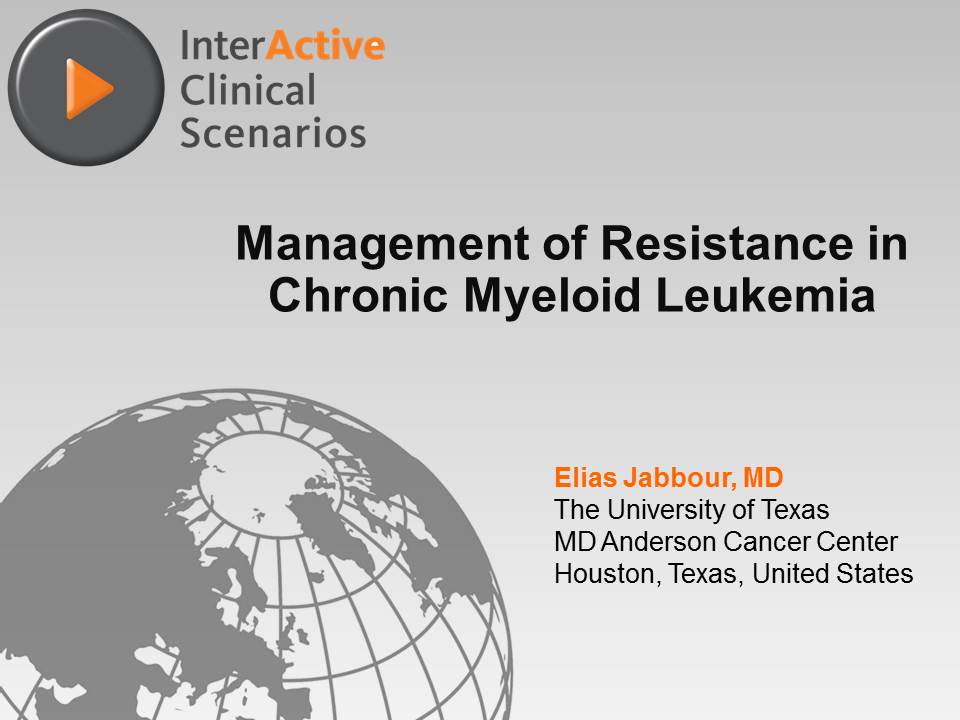 InterActive
Clinical
Scenarios
Management of Resistance in
Chronic Myeloid Leukemia
Elias Jabbour, MD
The University of Texas
MD Anderson Cancer Center
Houston, Texas, United States